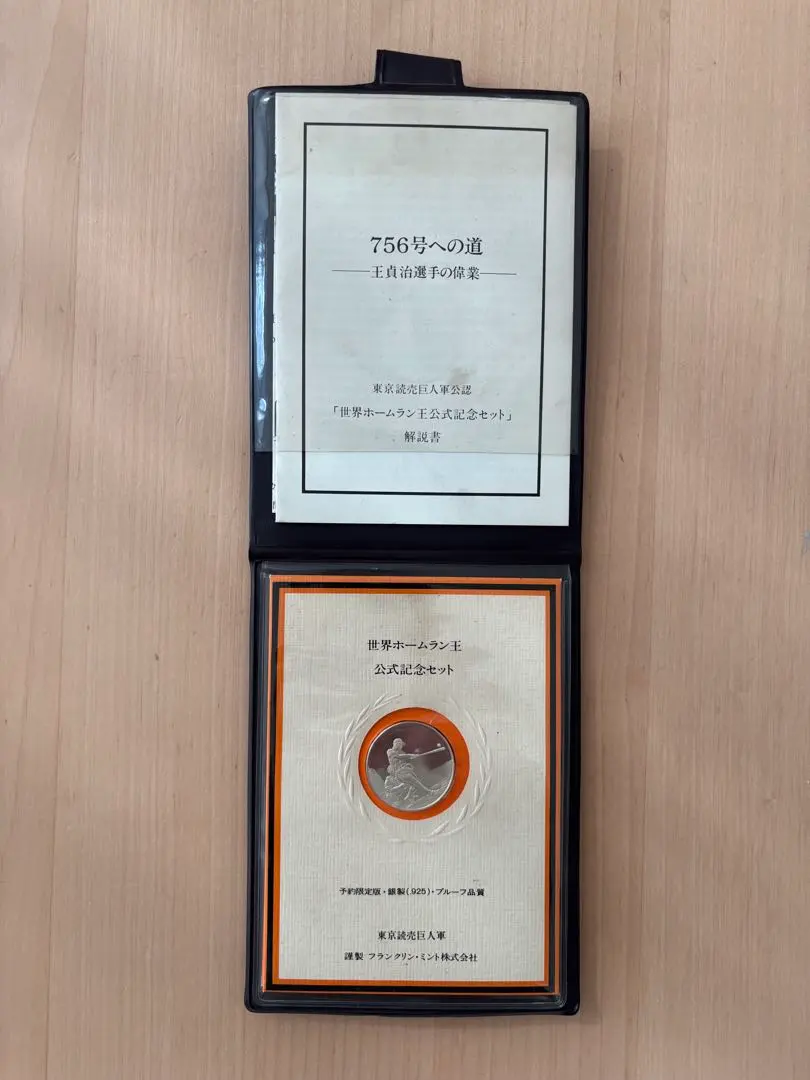 756号への道
王貞治選手の偉業
東京読売巨人軍公認
「世界ホームラン王公式記念セット」
解説書
世界ホームラン王
公式記念セット
予約限定版・銀製(.925)・プルーフ品質
東京読売巨人軍
謹製 フランクリン・ミント株式会社